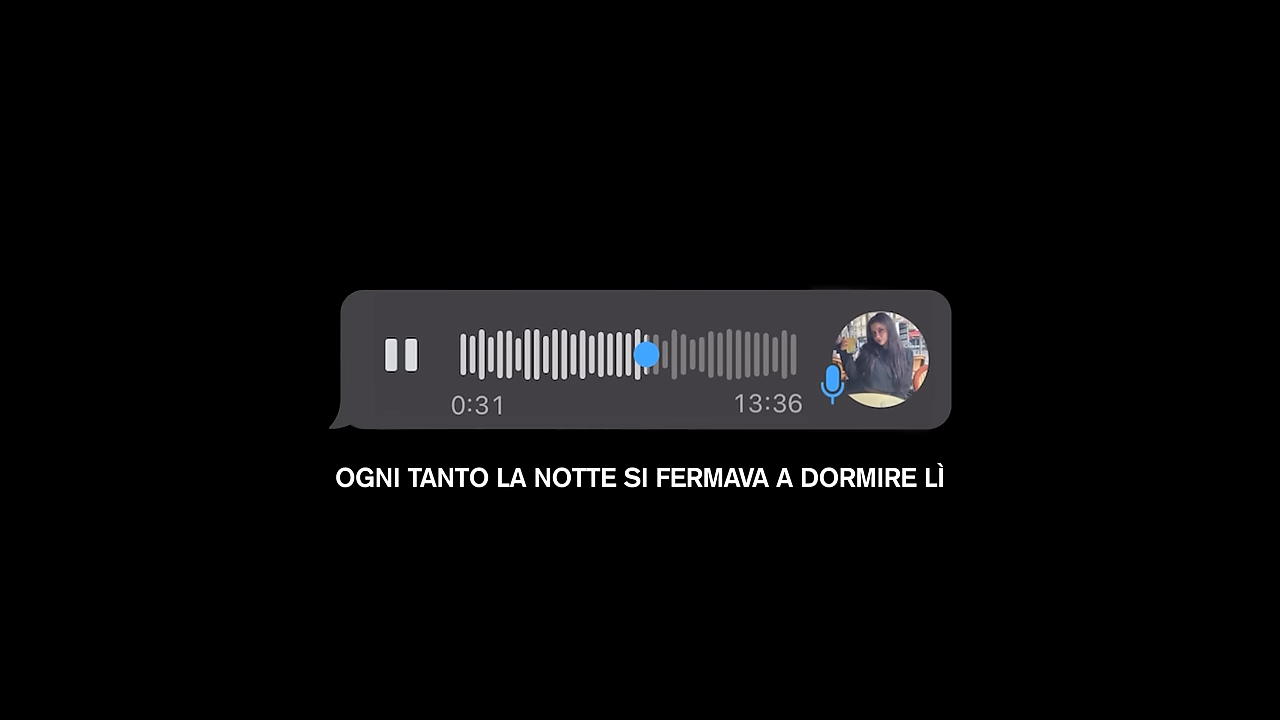 0:31 13:36
OGNI TANTO LA NOTTE SI FERMAVA A DORMIRE LÌ